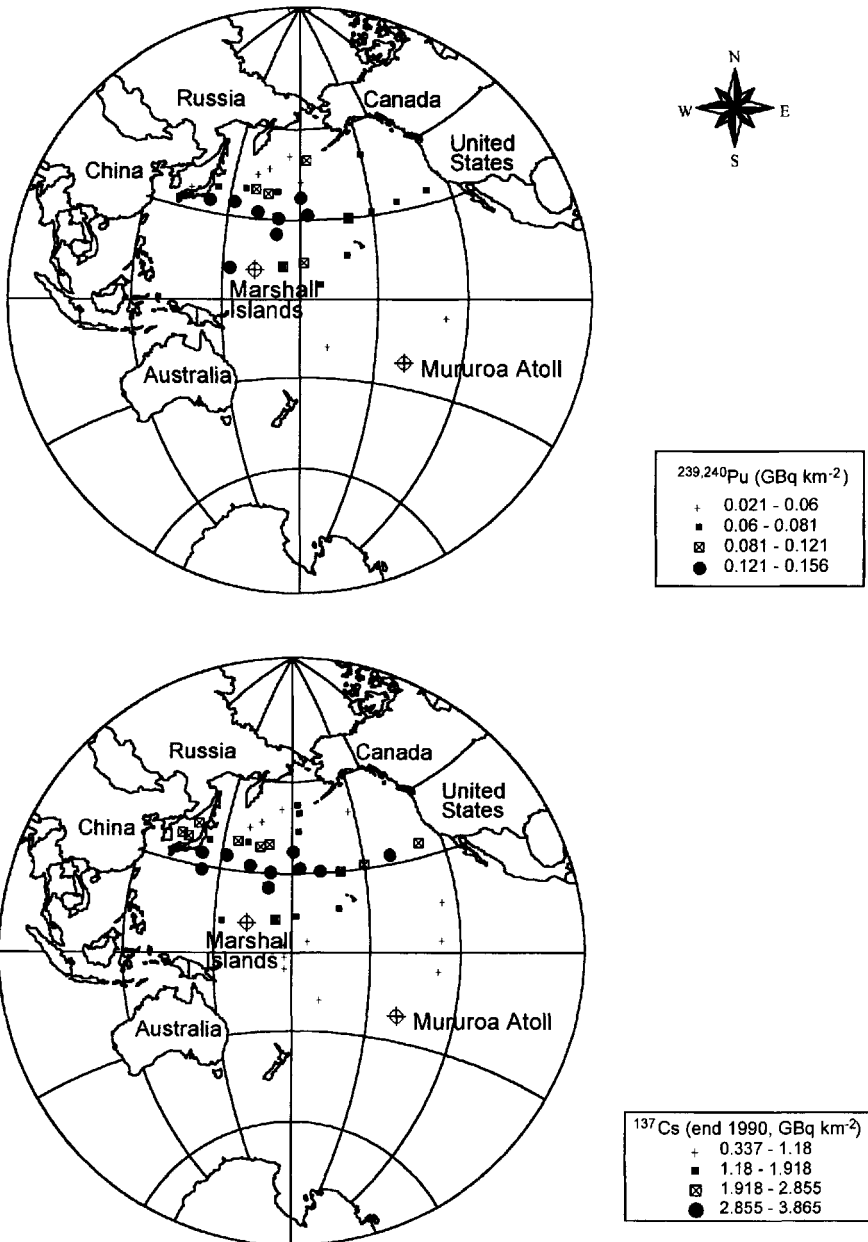 N
W E
S
Russia
Canada
United
States
China
Marshall
Islands
Australia
Mururoa Atoll
239,240Pu (GBq km-2)
0.021 - 0.06
0.06 - 0.081
0.081 - 0.121
0.121 - 0.156
Russia
Canada
United
States
China
Marshall
Islands
Australia
Mururoa Atoll
137Cs (end 1990, GBq km-2)
0.337 - 1.18
1.18 - 1.918
1.918 - 2.855
2.855 - 3.865